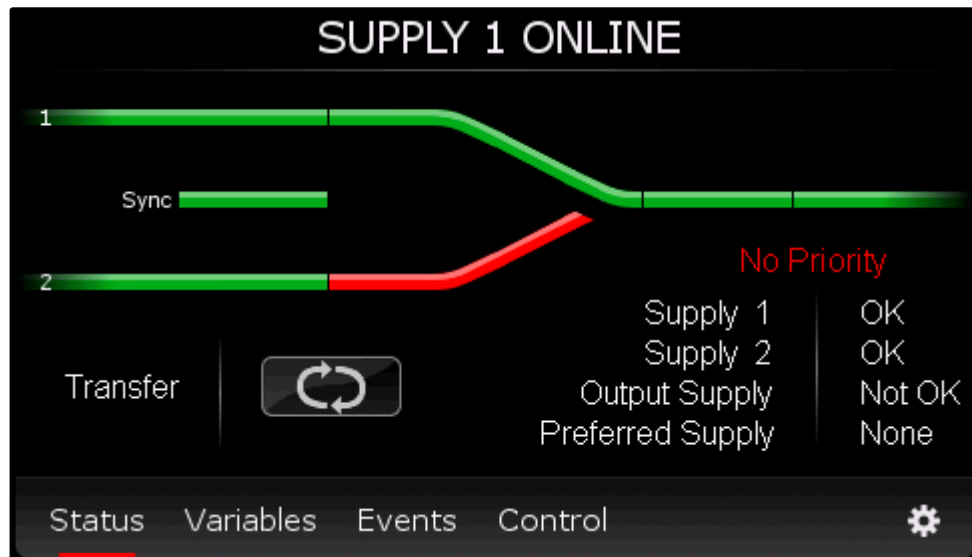 SUPPLY 1 ONLINE
1
Sync
2
No Priority
Supply 1 OK
Supply 2 OK
Output Supply Not OK
Preferred Supply None
Transfer
Status Variables Events Control